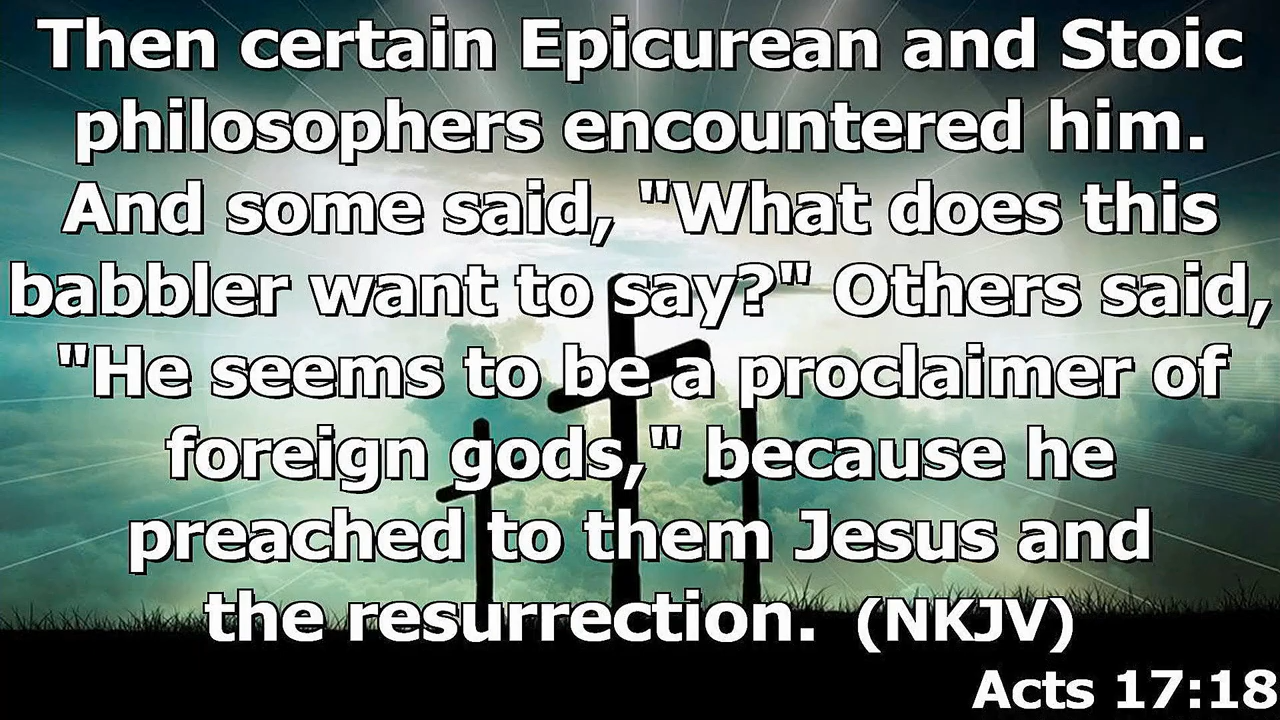 Then certain Epicurean and Stoic
philosophers encountered him.
And some said, "What does this
babbler want to say?" Others said,
"He seems to be a proclaimer of
foreign gods," because he
preached to them Jesus and
the resurrection. (NKJV)
Acts 17:18